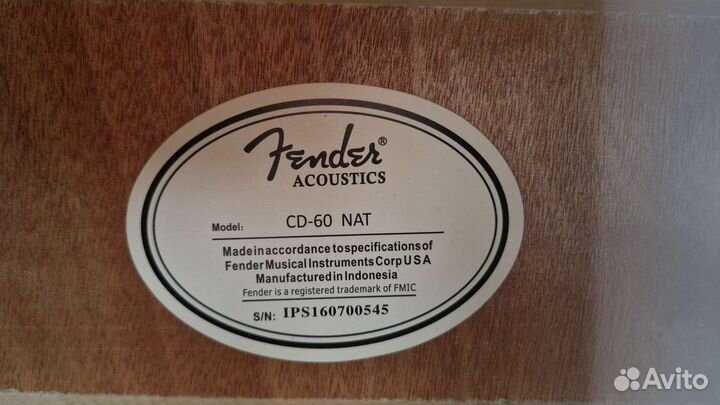 Fender®
ACOUSTICS
Model: CD-60 NAT
Made in accordance to specifications of
Fender Musical Instruments Corp U S A
Manufactured in Indonesia
Fender is a registered trademark of FMIC
S/N: IPS160700545
Avito